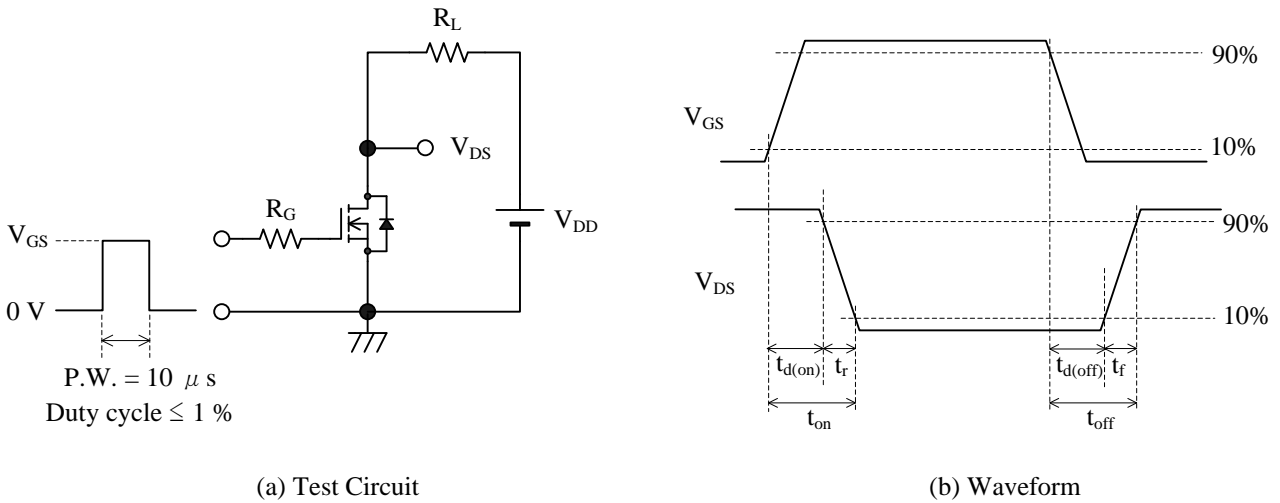 R_L
V_DS
R_G
V_DD
V_GS
0 V
P.W. = 10 μ s
Duty cycle ≤ 1 %
(a) Test Circuit
V_GS
90%
10%
V_DS
90%
10%
t_d(on) t_r t_d(off) t_f
t_on t_off
(b) Waveform